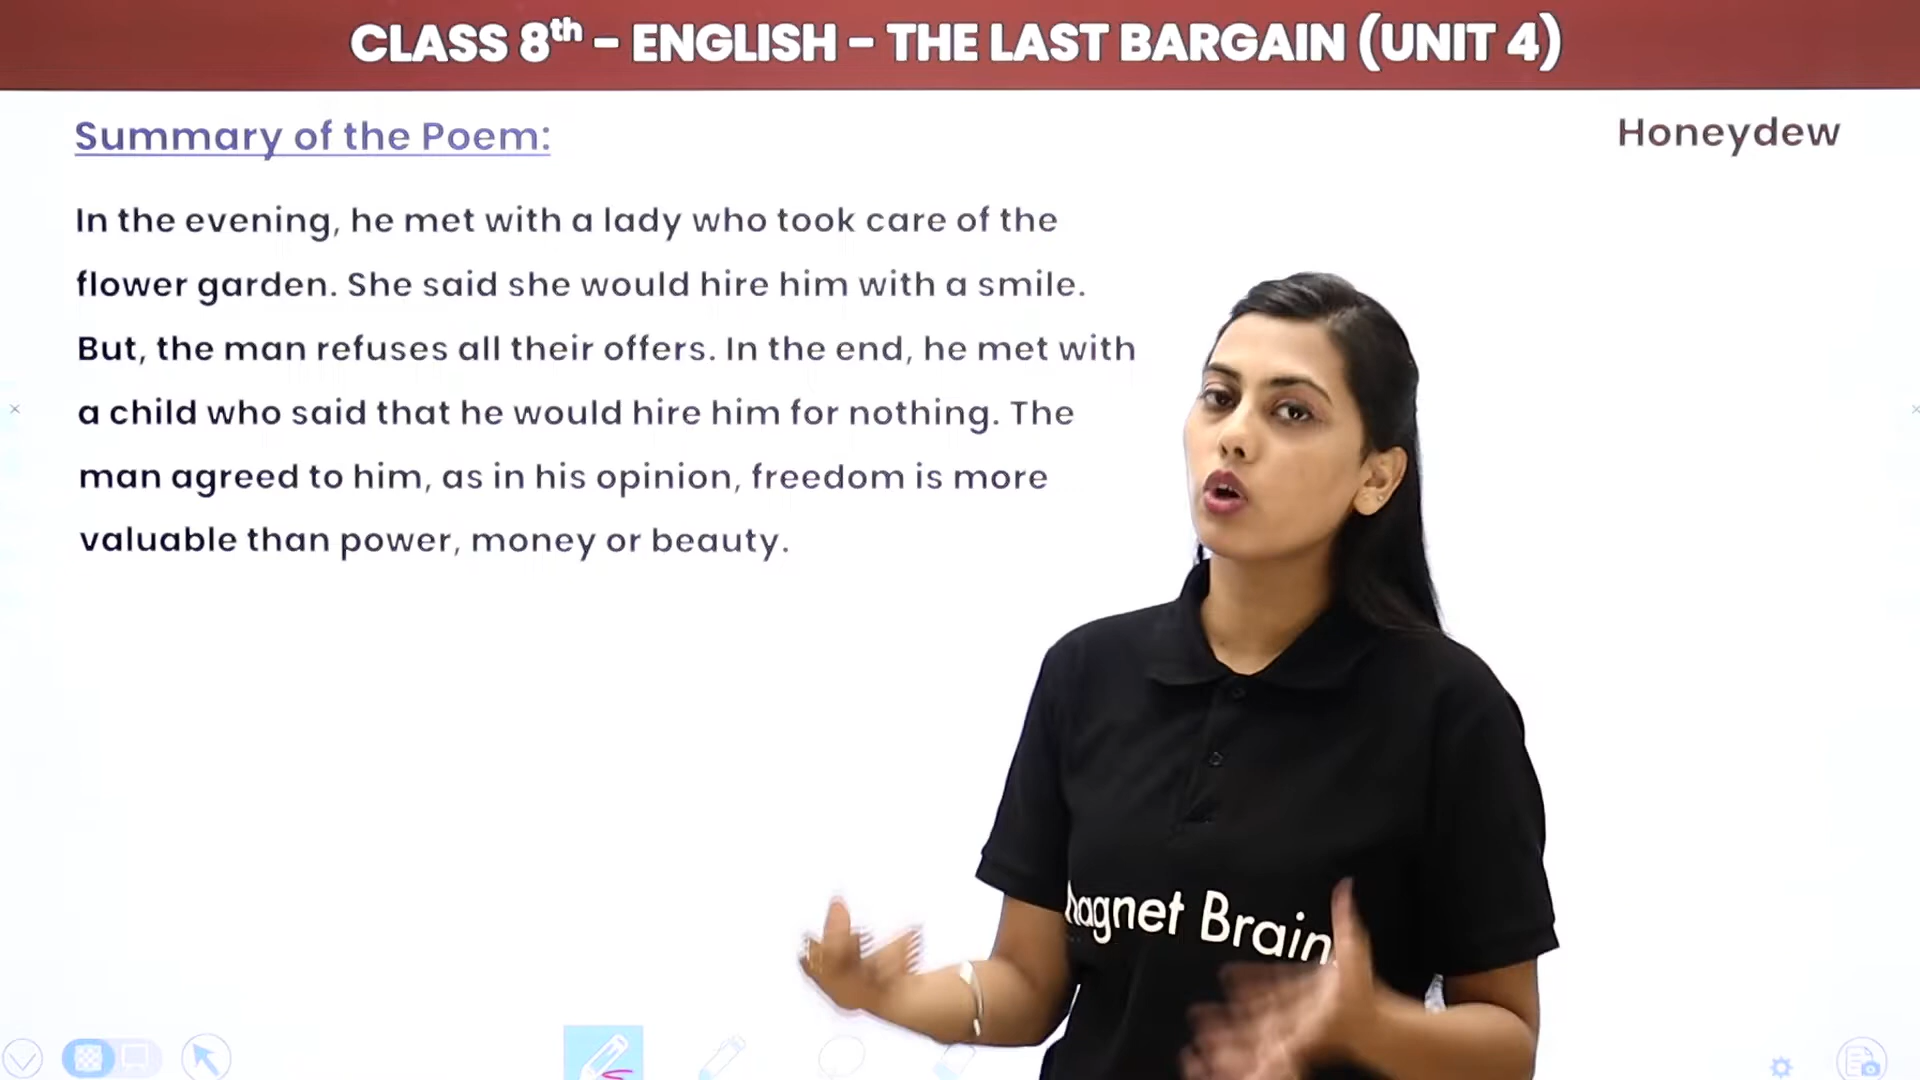 CLASS 8th – ENGLISH – THE LAST BARGAIN (UNIT 4)
Summary of the Poem:
Honeydew
In the evening, he met with a lady who took care of the
flower garden. She said she would hire him with a smile.
But, the man refuses all their offers. In the end, he met with
a child who said that he would hire him for nothing. The
man agreed to him, as in his opinion, freedom is more
valuable than power, money or beauty.
agnet Brain